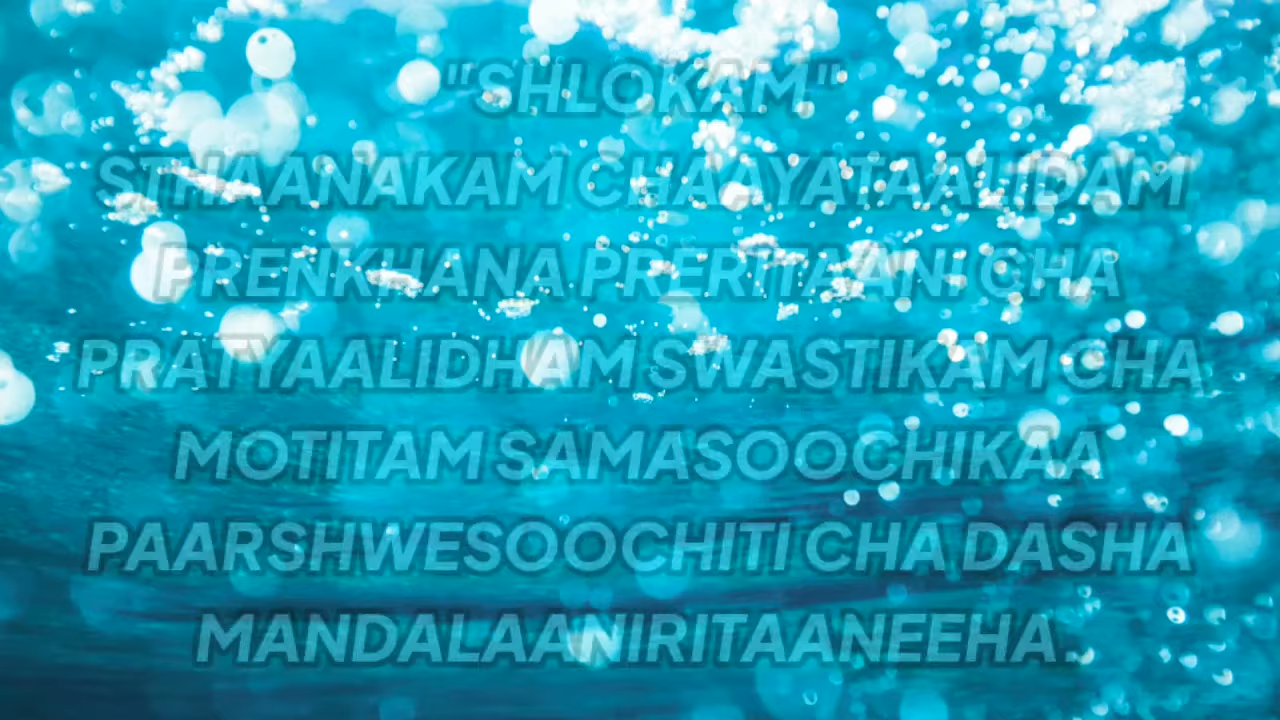 "SHLOKAM"
STHAANAKAM CHAAYATAALIDAM
PRENKHANA PRERITAANI CHA
PRATYAALIDHAM SWASTIKAM CHA
MOTITAM SAMASOOCHIKAA
PAARSHWESOOCHITI CHA DASHA
MANDALAANIRITAANEEHA.